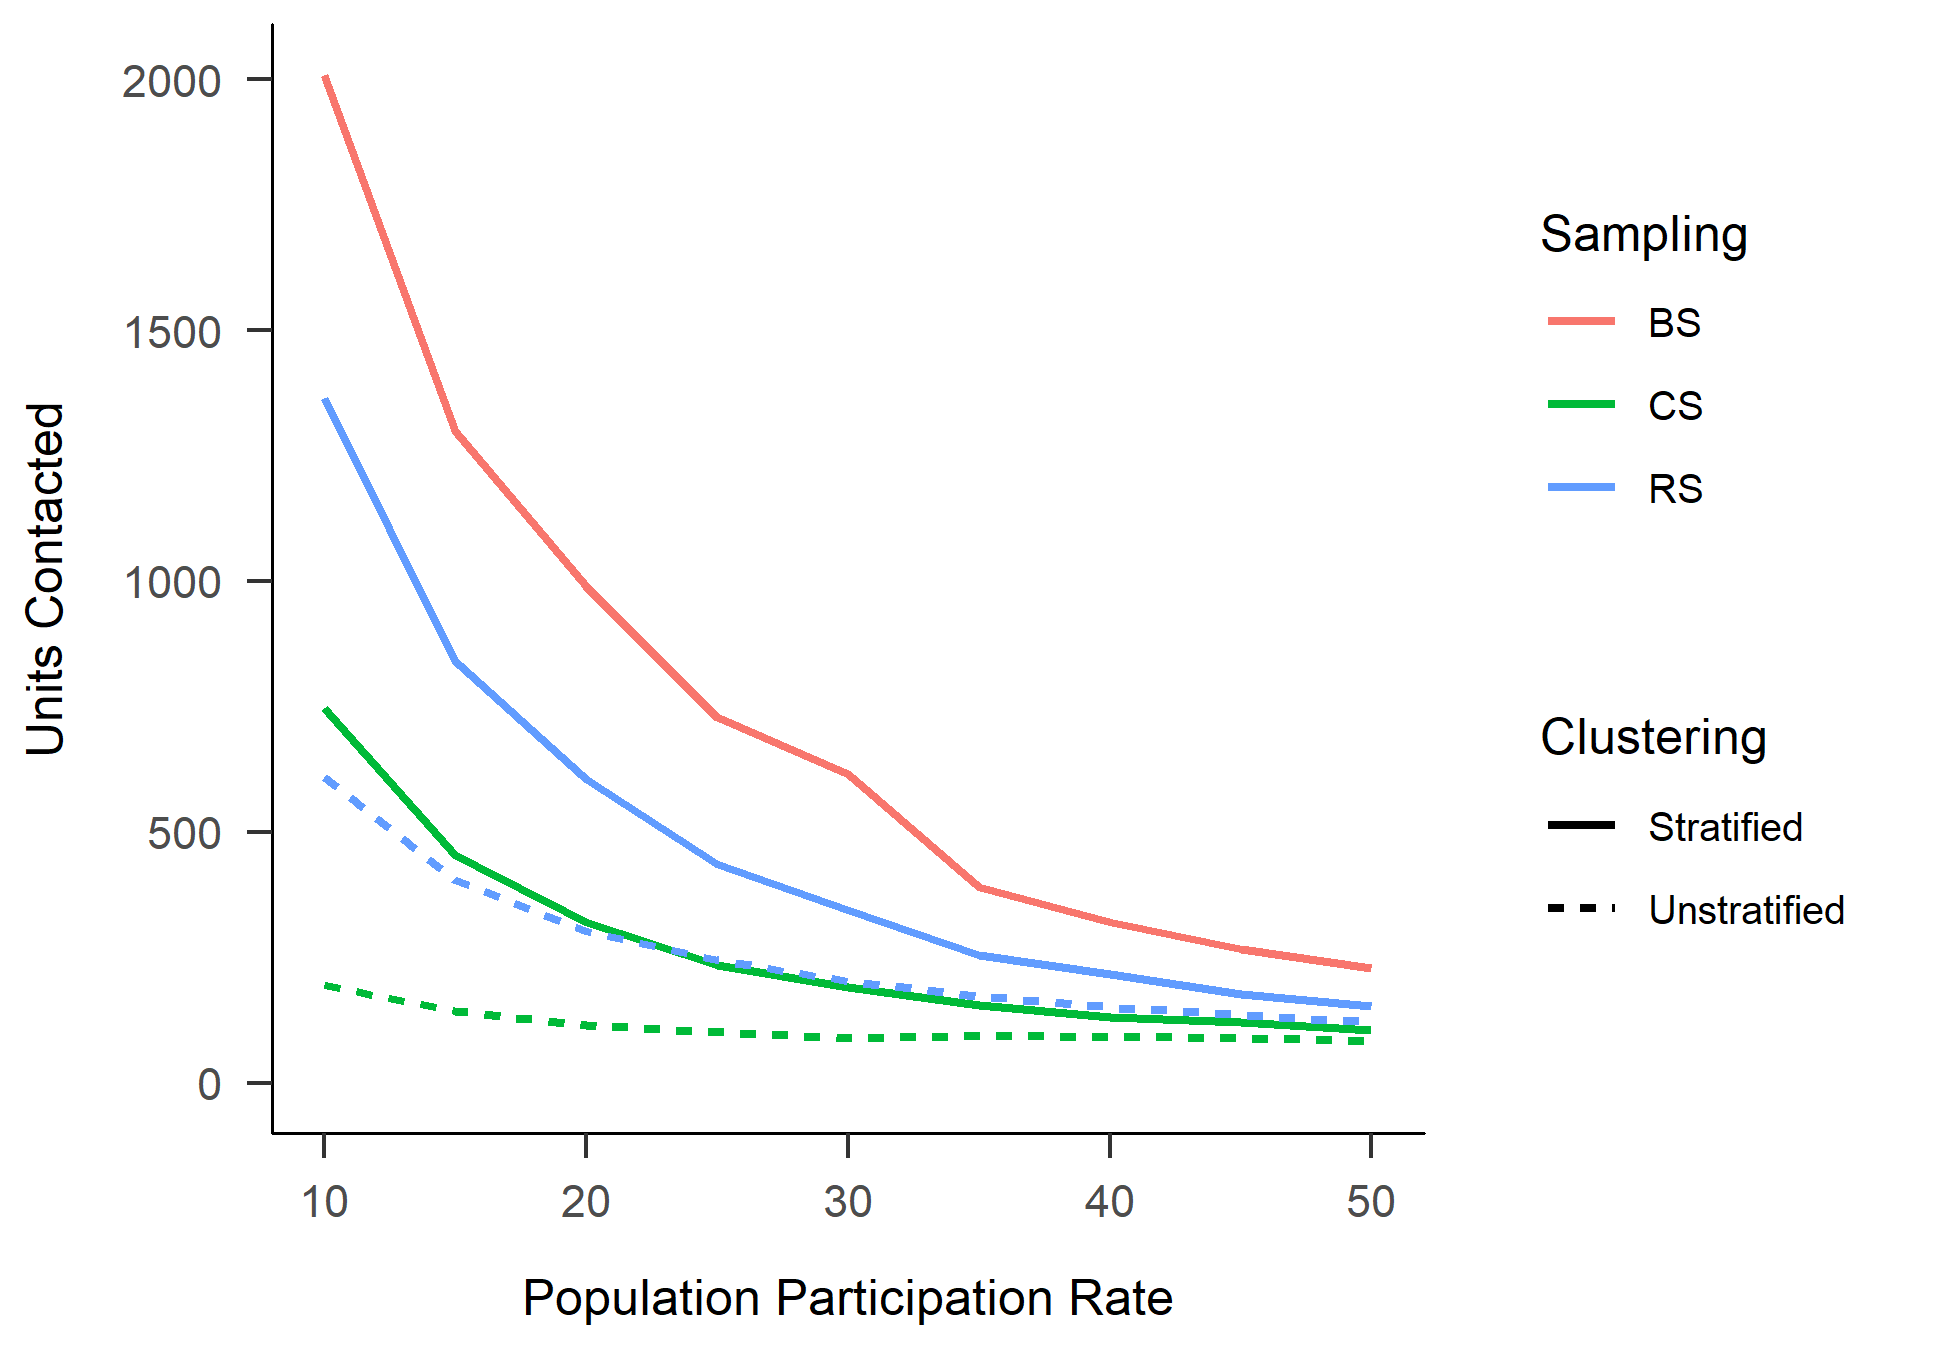 Units Contacted
2000
1500
1000
500
0
10 20 30 40 50
Population Participation Rate
Sampling
BS
CS
RS
Clustering
Stratified
Unstratified